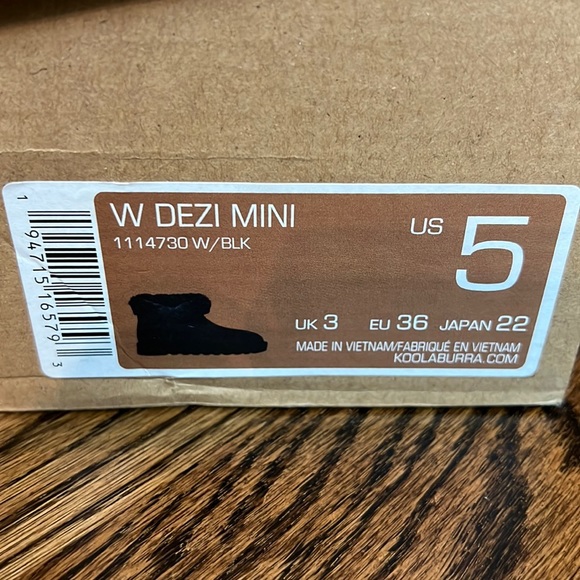 W DEZI MINI
1114730 W/BLK
US 5
UK 3 EU 36 JAPAN 22
MADE IN VIETNAM/FABRIQUÉ EN VIETNAM
KOOLABURRA.COM
1 94715 16579 3